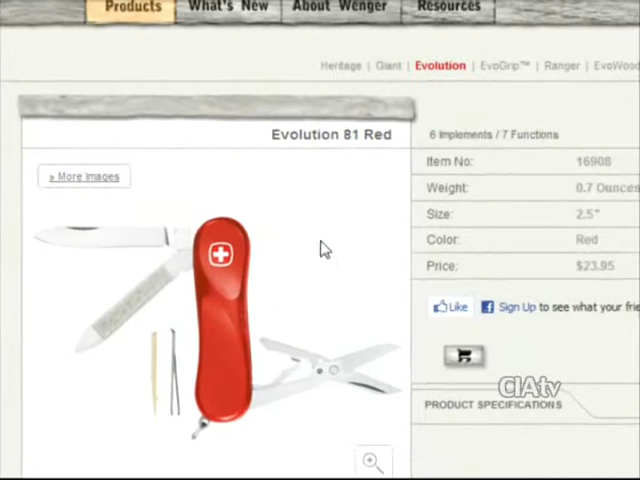 Products What's New About Wenger Resources
Heritage | Giant | Evolution | EvoGrip™ | Ranger | EvoWood
Evolution 81 Red
6 Implements / 7 Functions
» More Images
Item No: 16908
Weight: 0.7 Ounces
Size: 2.5"
Color: Red
Price: $23.95
Like Sign Up to see what your frie
CIAtv
PRODUCT SPECIFICATIONS